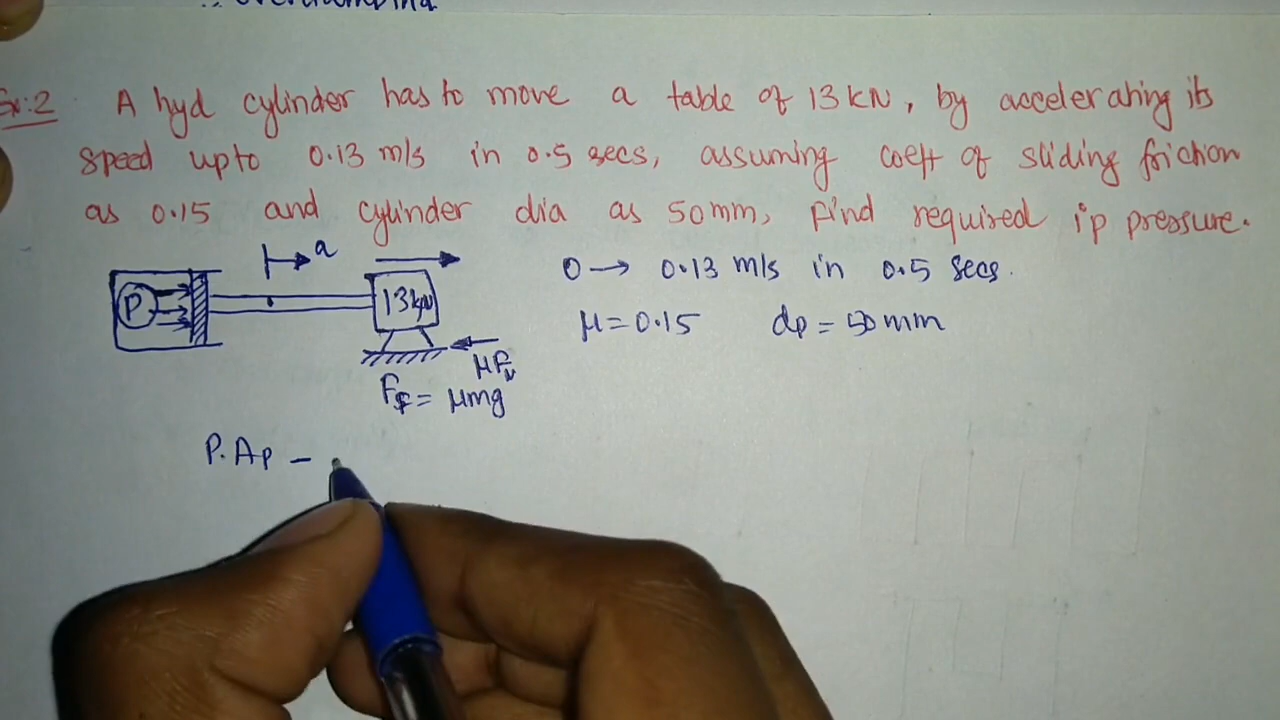 Ex:2 A hyd cylinder has to move a table of 13 kN, by accelerating its
speed upto 0.13 m/s in 0.5 secs, assuming coeff of sliding friction
as 0.15 and cylinder dia as 50mm, find required i/p pressure.
a
0 → 0.13 m/s in 0.5 secs.
P 13kN
μ = 0.15 dp = 50 mm
μFN
Fs = μmg
P.Ap –